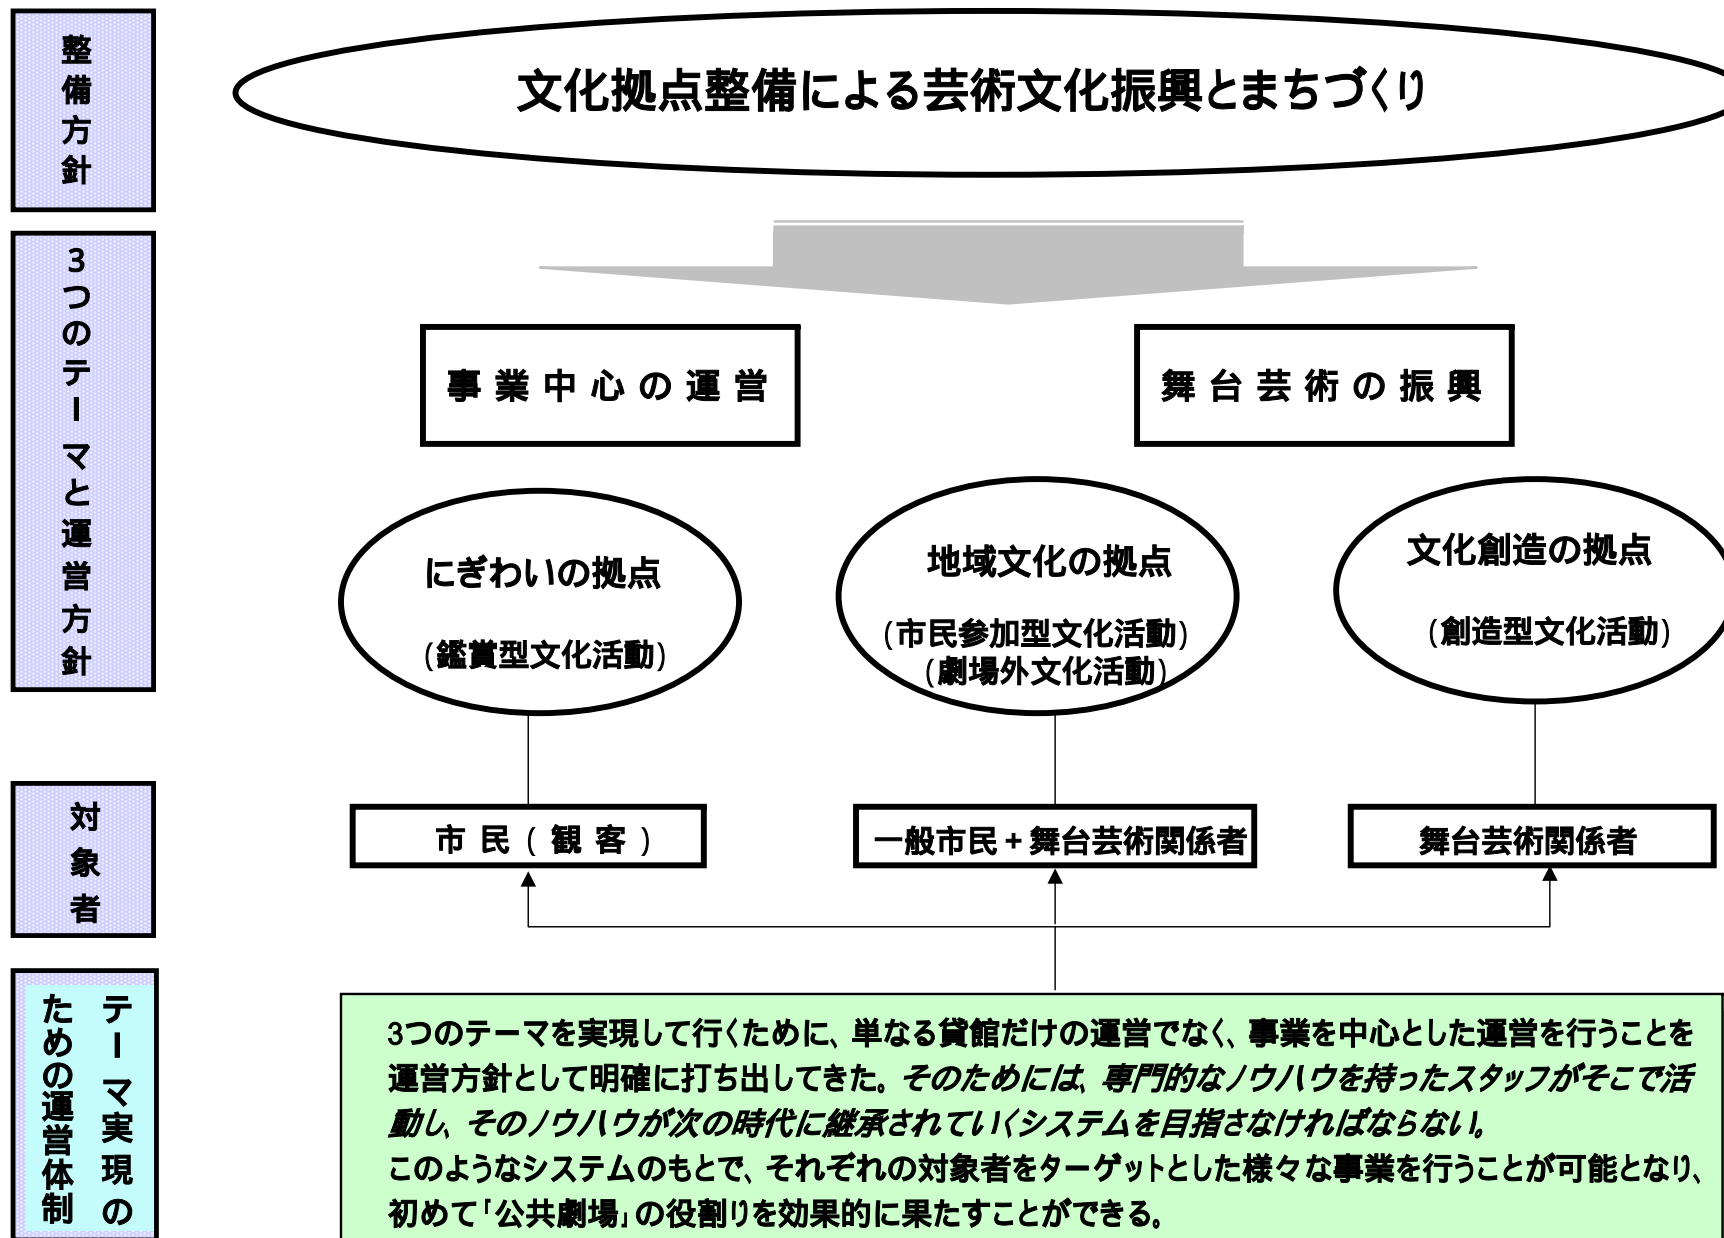 整備方針
文化拠点整備による芸術文化振興とまちづくり
3つのテーマと運営方針
事業中心の運営
舞台芸術の振興
にぎわいの拠点
(鑑賞型文化活動)
地域文化の拠点
(市民参加型文化活動)
(劇場外文化活動)
文化創造の拠点
(創造型文化活動)
対象者
市民(観客)
一般市民+舞台芸術関係者
舞台芸術関係者
テーマ実現の
ための運営体制
3つのテーマを実現して行くために、単なる貸館だけの運営でなく、事業を中心とした運営を行うことを
運営方針として明確に打ち出してきた。そのためには、専門的なノウハウを持ったスタッフがそこで活
動し、そのノウハウが次の時代に継承されていくシステムを目指さなければならない。
このようなシステムのもとで、それぞれの対象者をターゲットとした様々な事業を行うことが可能となり、
初めて「公共劇場」の役割りを効果的に果たすことができる。